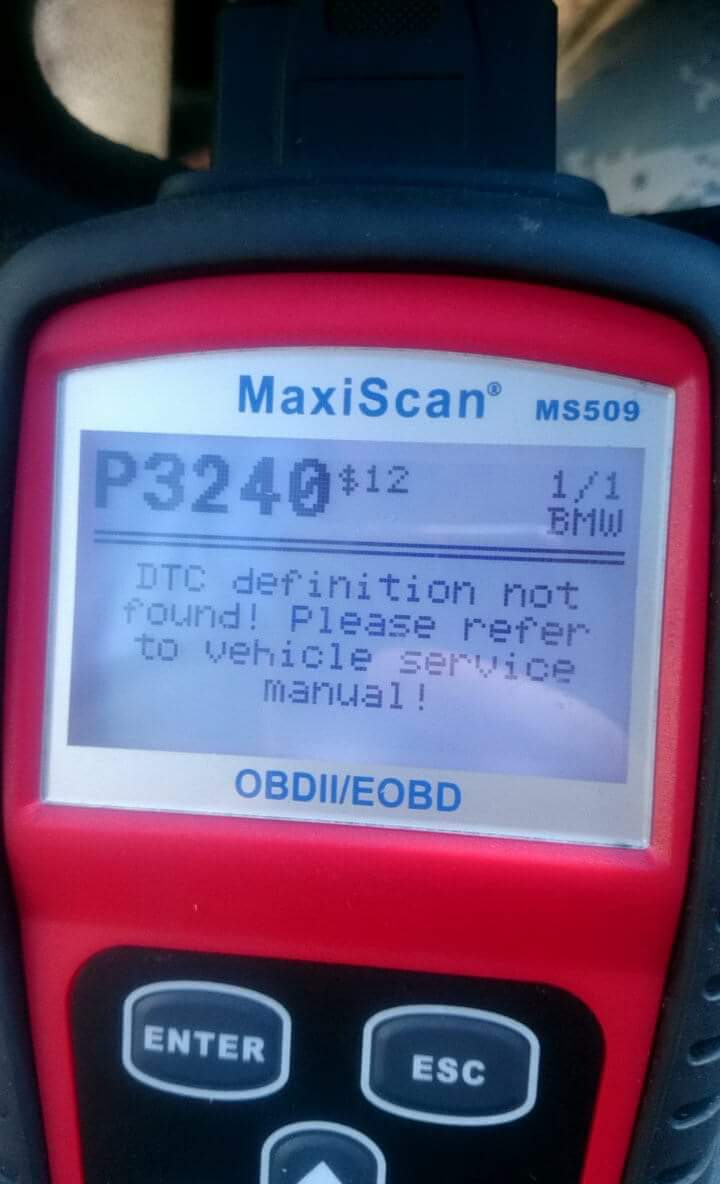 MaxiScan® MS509
P3240 $12 1/1
BMW
DTC definition not
found! Please refer
to vehicle service
manual!
OBDII/EOBD
ENTER ESC